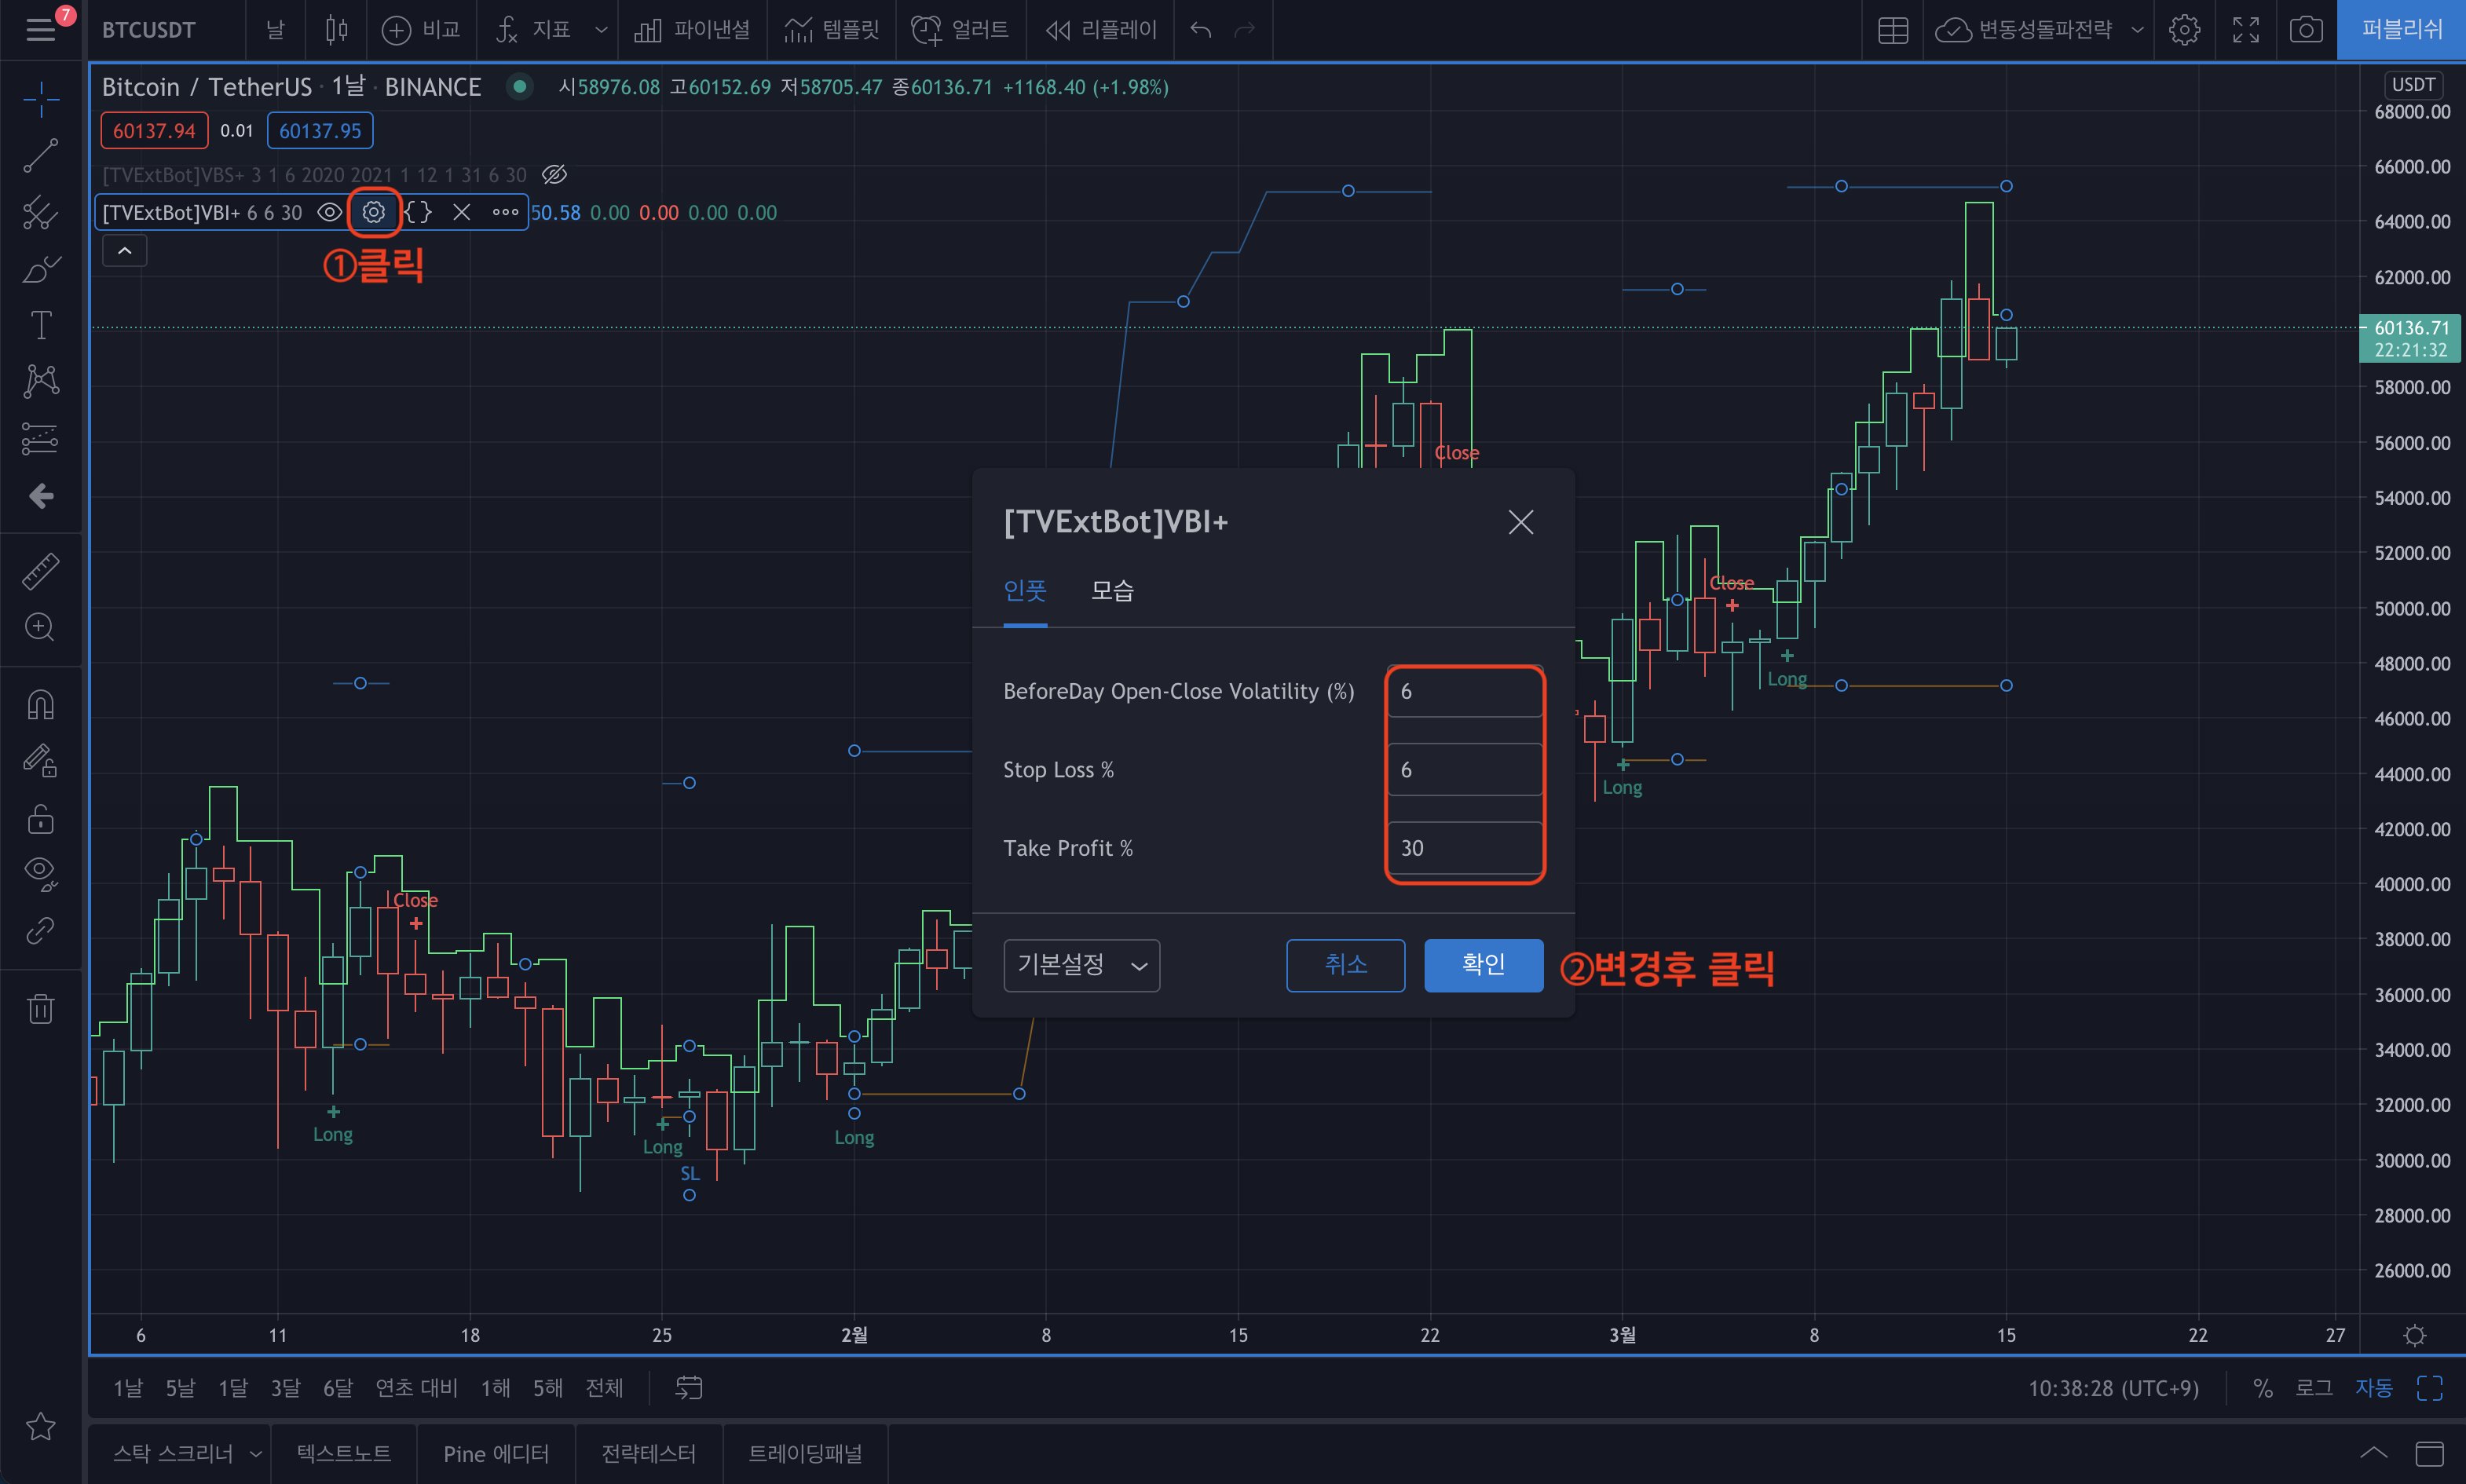 7
BTCUSDT 날 비교 지표 파이낸셜 템플릿 얼러트 리플레이 변동성돌파전략 퍼블리쉬
Bitcoin / TetherUS · 1날 · BINANCE 시58976.08 고60152.69 저58705.47 종60136.71 +1168.40 (+1.98%)
60137.94 0.01 60137.95
[TVExtBot]VBS+ 3 1 6 2020 2021 1 12 1 31 6 30
[TVExtBot]VBI+ 6 6 30 50.58 0.00 0.00 0.00 0.00
①클릭
USDT
68000.00
66000.00
64000.00
62000.00
60136.71
22:21:32
58000.00
56000.00
54000.00
52000.00
50000.00
48000.00
46000.00
44000.00
42000.00
40000.00
38000.00
36000.00
34000.00
32000.00
30000.00
28000.00
26000.00
Close
Close
Long
Long
Close
Long
Long
SL
Long
[TVExtBot]VBI+
인풋 모습
BeforeDay Open-Close Volatility (%) 6
Stop Loss % 6
Take Profit % 30
기본설정 취소 확인
②변경후 클릭
6 11 18 25 2월 8 15 22 3월 8 15 22 27
1날 5날 1달 3달 6달 연초 대비 1해 5해 전체 10:38:28 (UTC+9) % 로그 자동
스탁 스크리너 텍스트노트 Pine 에디터 전략테스터 트레이딩패널